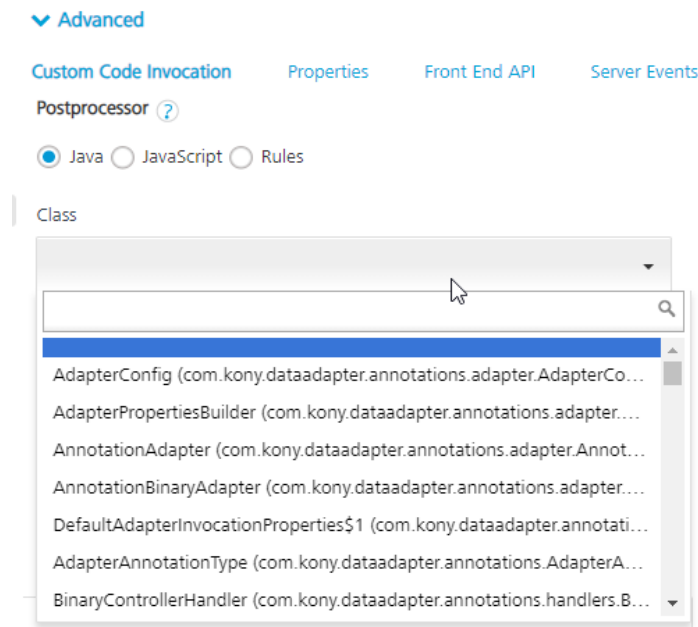 Advanced
Custom Code Invocation Properties Front End API Server Events
Postprocessor ?
Java JavaScript Rules
Class
AdapterConfig (com.kony.dataadapter.annotations.adapter.AdapterCo...
AdapterPropertiesBuilder (com.kony.dataadapter.annotations.adapter....
AnnotationAdapter (com.kony.dataadapter.annotations.adapter.Annot...
AnnotationBinaryAdapter (com.kony.dataadapter.annotations.adapter....
DefaultAdapterInvocationProperties$1 (com.kony.dataadapter.annotati...
AdapterAnnotationType (com.kony.dataadapter.annotations.AdapterA...
BinaryControllerHandler (com.kony.dataadapter.annotations.handlers.B...